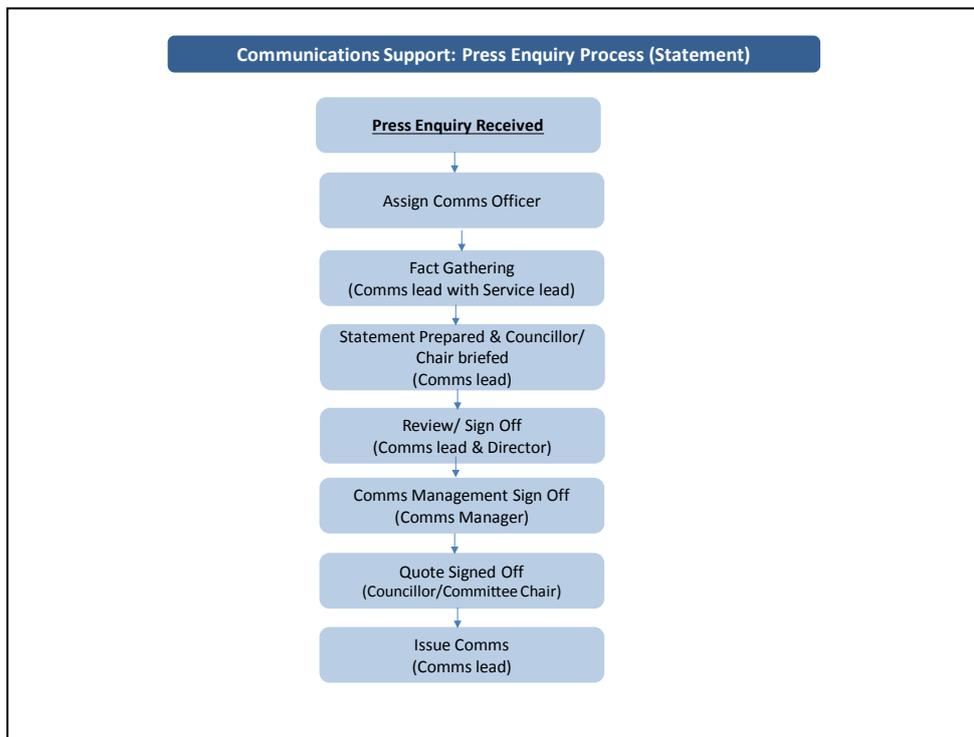 Communications Support: Press Enquiry Process (Statement)
Press Enquiry Received
Assign Comms Officer
Fact Gathering
(Comms lead with Service lead)
Statement Prepared & Councillor/
Chair briefed
(Comms lead)
Review/ Sign Off
(Comms lead & Director)
Comms Management Sign Off
(Comms Manager)
Quote Signed Off
(Councillor/Committee Chair)
Issue Comms
(Comms lead)